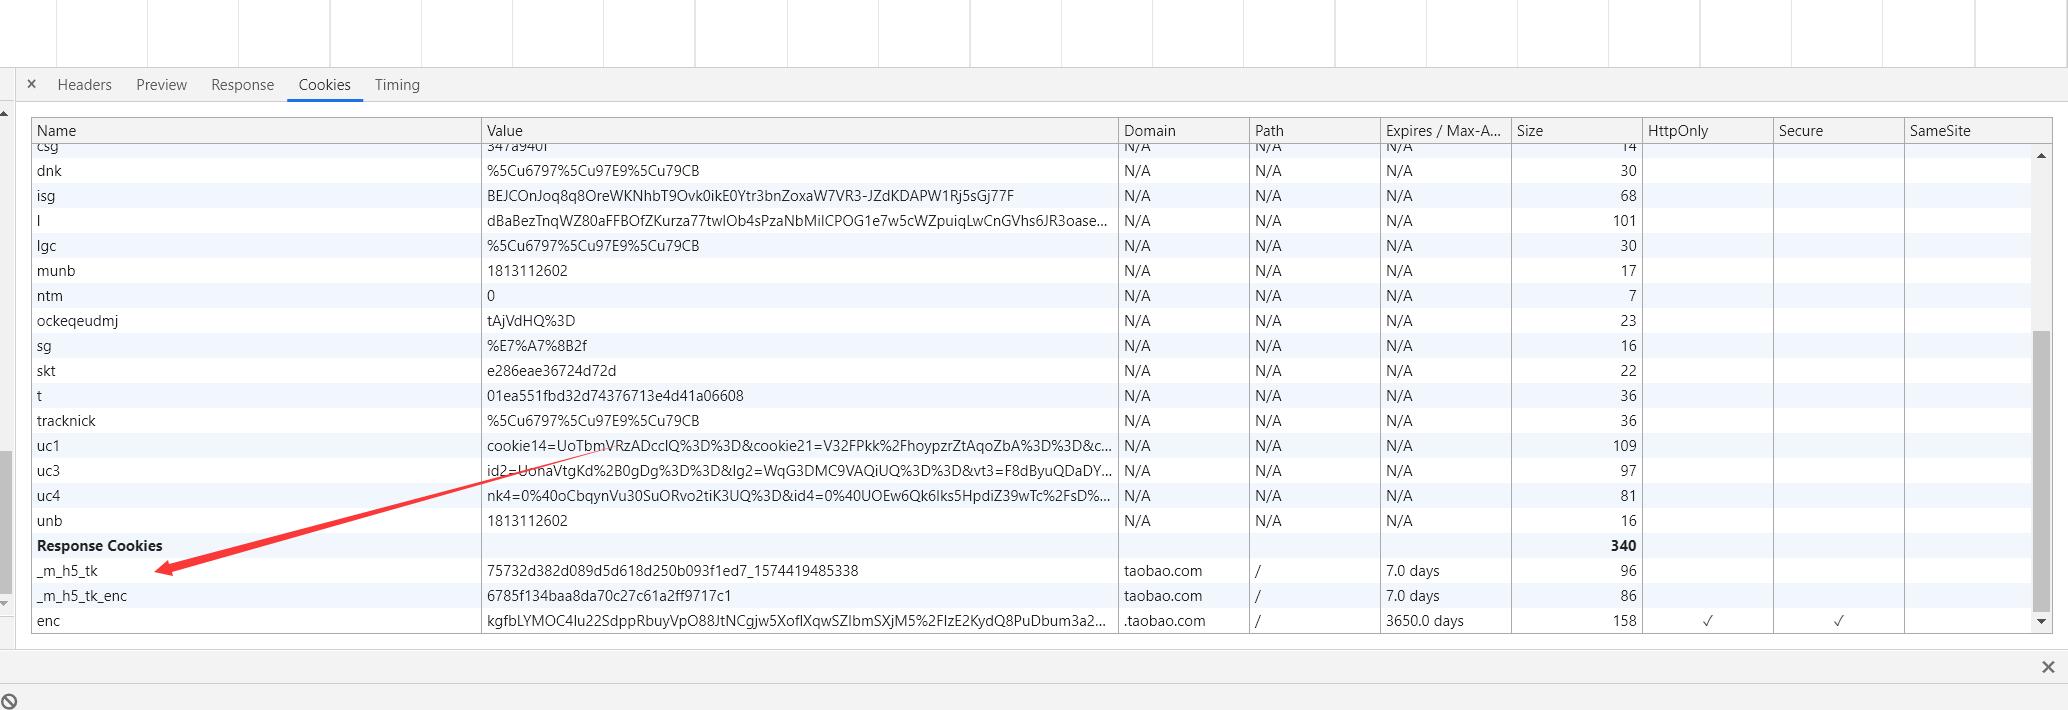 × Headers Preview Response Cookies Timing
Name Value Domain Path Expires / Max-A... Size HttpOnly Secure SameSite
csg 347a940f N/A N/A N/A 14
dnk %5Cu6797%5Cu97E9%5Cu79CB N/A N/A N/A 30
isg BEJCOnJoq8q8OreWKNhbT9Ovk0ikE0Ytr3bnZoxaW7VR3-JZdKDAPW1Rj5sGj77F N/A N/A N/A 68
l dBaBezTnqWZ80aFFBOfZKurza77twlOb4sPzaNbMiICPOG1e7w5cWZpuiqLwCnGVhs6JR3oase... N/A N/A N/A 101
lgc %5Cu6797%5Cu97E9%5Cu79CB N/A N/A N/A 30
munb 1813112602 N/A N/A N/A 17
ntm 0 N/A N/A N/A 7
ockeqeudmj tAjVdHQ%3D N/A N/A N/A 23
sg %E7%A7%8B2f N/A N/A N/A 16
skt e286eae36724d72d N/A N/A N/A 22
t 01ea551fbd32d74376713e4d41a06608 N/A N/A N/A 36
tracknick %5Cu6797%5Cu97E9%5Cu79CB N/A N/A N/A 36
uc1 cookie14=UoTbmVRzADccIQ%3D%3D&cookie21=V32FPkk%2FhoypzrZtAqoZbA%3D%3D&c... N/A N/A N/A 109
uc3 id2=UonaVtgKd%2B0gDg%3D%3D&lg2=WqG3DMC9VAQiUQ%3D%3D&vt3=F8dByuQDaDY... N/A N/A N/A 97
uc4 nk4=0%40oCbqynVu30SuORvo2tiK3UQ%3D&id4=0%40UOEw6Qk6Iks5HpdiZ39wTc%2FsD%... N/A N/A N/A 81
unb 1813112602 N/A N/A N/A 16
Response Cookies 340
_m_h5_tk 75732d382d089d5d618d250b093f1ed7_1574419485338 taobao.com / 7.0 days 96
_m_h5_tk_enc 6785f134baa8da70c27c61a2ff9717c1 taobao.com / 7.0 days 86
enc kgfbLYMOC4Iu22SdppRbuyVpO88JtNCgjw5XofIXqwSZIbmSXjM5%2FIzE2KydQ8PuDbum3a2... .taobao.com / 3650.0 days 158 ✓ ✓